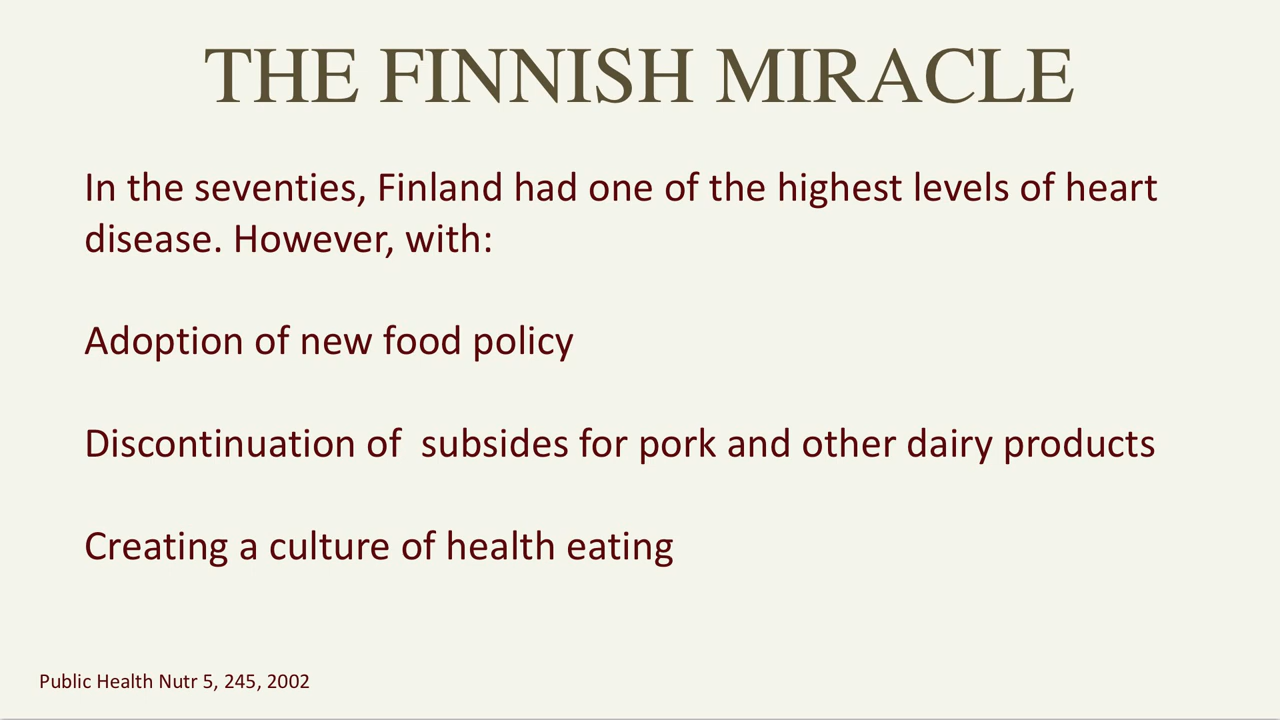 THE FINNISH MIRACLE
In the seventies, Finland had one of the highest levels of heart
disease. However, with:
Adoption of new food policy
Discontinuation of  subsides for pork and other dairy products
Creating a culture of health eating
Public Health Nutr 5, 245, 2002